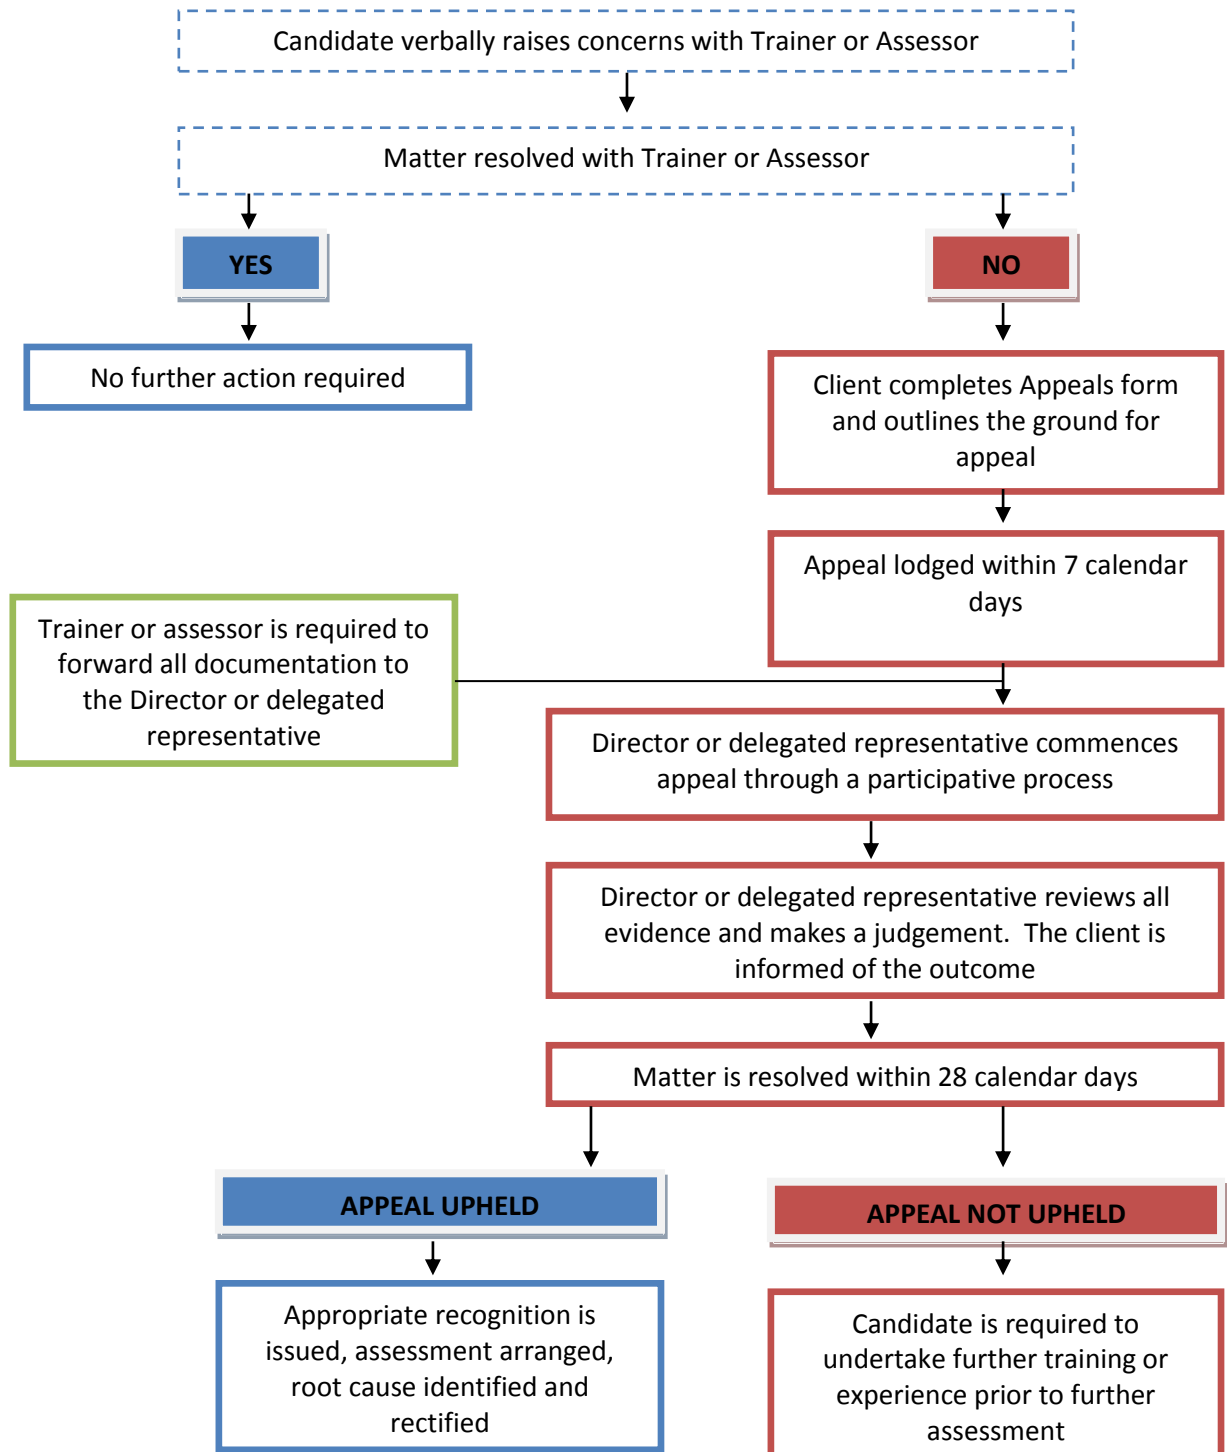 Candidate verbally raises concerns with Trainer or Assessor
Matter resolved with Trainer or Assessor
YES
NO
No further action required
Client completes Appeals form
and outlines the ground for
appeal
Appeal lodged within 7 calendar
days
Trainer or assessor is required to
forward all documentation to
the Director or delegated
representative
Director or delegated representative commences
appeal through a participative process
Director or delegated representative reviews all
evidence and makes a judgement.  The client is
informed of the outcome
Matter is resolved within 28 calendar days
APPEAL UPHELD
APPEAL NOT UPHELD
Appropriate recognition is
issued, assessment arranged,
root cause identified and
rectified
Candidate is required to
undertake further training or
experience prior to further
assessment